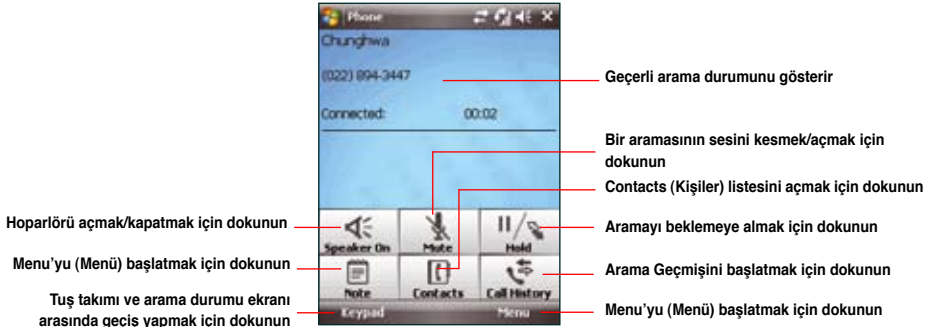 Phone
Chunghwa
(022) 894-3447
Connected: 00:02
Speaker On
Mute
Hold
Note
Contacts
Call History
Keypad
Menu
Hoparlörü açmak/kapatmak için dokunun
Menu'yu (Menü) başlatmak için dokunun
Tuş takımı ve arama durumu ekranı
arasında geçiş yapmak için dokunun
Geçerli arama durumunu gösterir
Bir aramasının sesini kesmek/açmak için
dokunun
Contacts (Kişiler) listesini açmak için dokunun
Aramayı beklemeye almak için dokunun
Arama Geçmişini başlatmak için dokunun
Menu'yu (Menü) başlatmak için dokunun